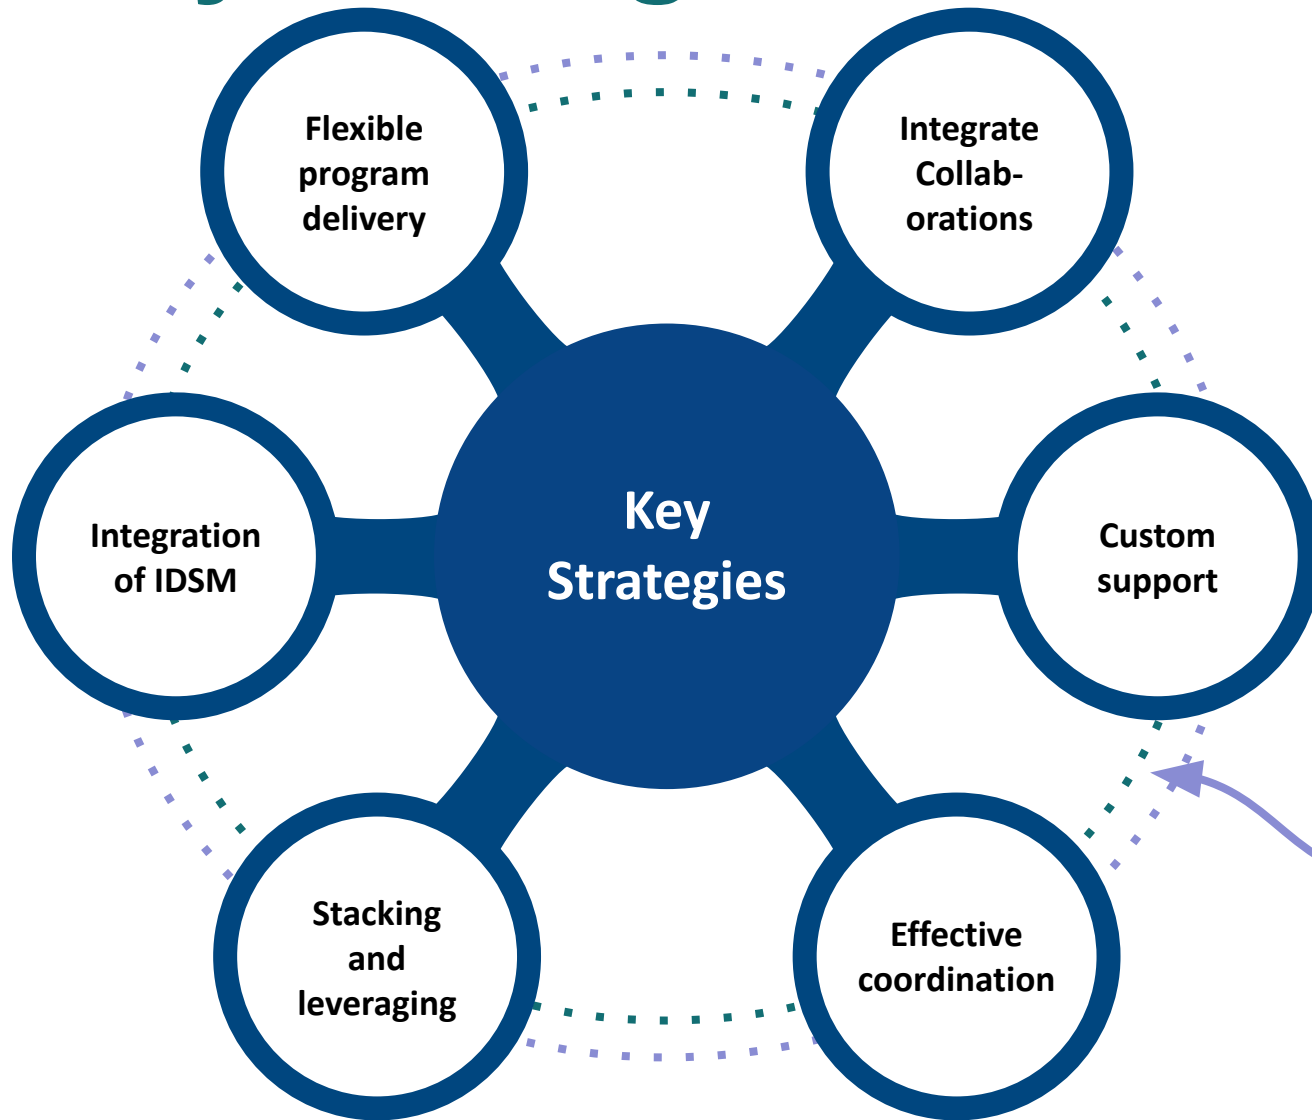 Flexible
program
delivery
Integrate
Collab-
orations
Integration
of IDSM
Key
Strategies
Custom
support
Stacking
and
leveraging
Effective
coordination